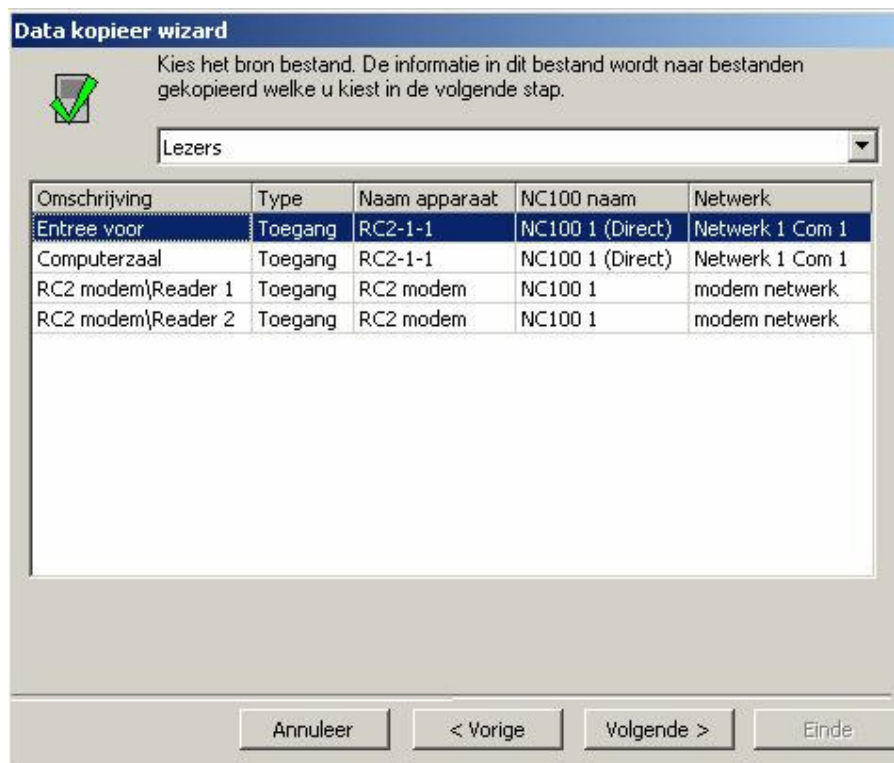 Data kopieer wizard
Kies het bron bestand. De informatie in dit bestand wordt naar bestanden
gekopieerd welke u kiest in de volgende stap.
Lezers
Omschrijving Type Naam apparaat NC100 naam Netwerk
Entree voor Toegang RC2-1-1 NC100 1 (Direct) Netwerk 1 Com 1
Computerzaal Toegang RC2-1-1 NC100 1 (Direct) Netwerk 1 Com 1
RC2 modem\Reader 1 Toegang RC2 modem NC100 1 modem netwerk
RC2 modem\Reader 2 Toegang RC2 modem NC100 1 modem netwerk
Annuleer < Vorige Volgende > Einde